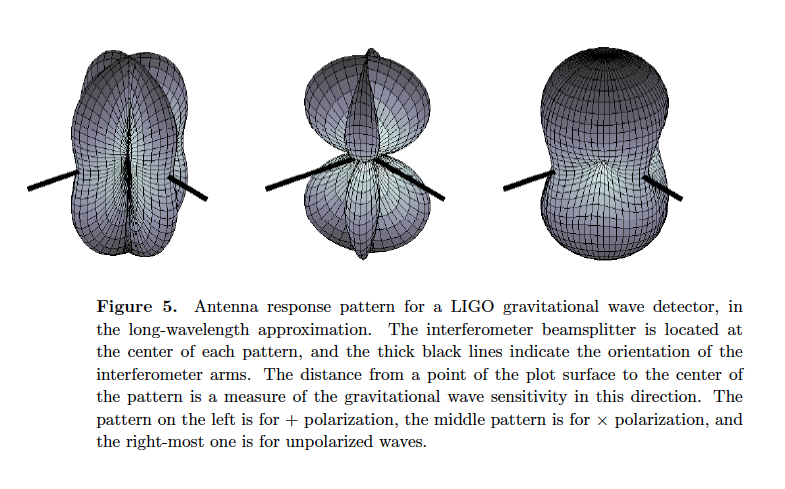 Figure 5. Antenna response pattern for a LIGO gravitational wave detector, in
the long-wavelength approximation. The interferometer beamsplitter is located at
the center of each pattern, and the thick black lines indicate the orientation of the
interferometer arms. The distance from a point of the plot surface to the center of
the pattern is a measure of the gravitational wave sensitivity in this direction. The
pattern on the left is for + polarization, the middle pattern is for × polarization, and
the right-most one is for unpolarized waves.